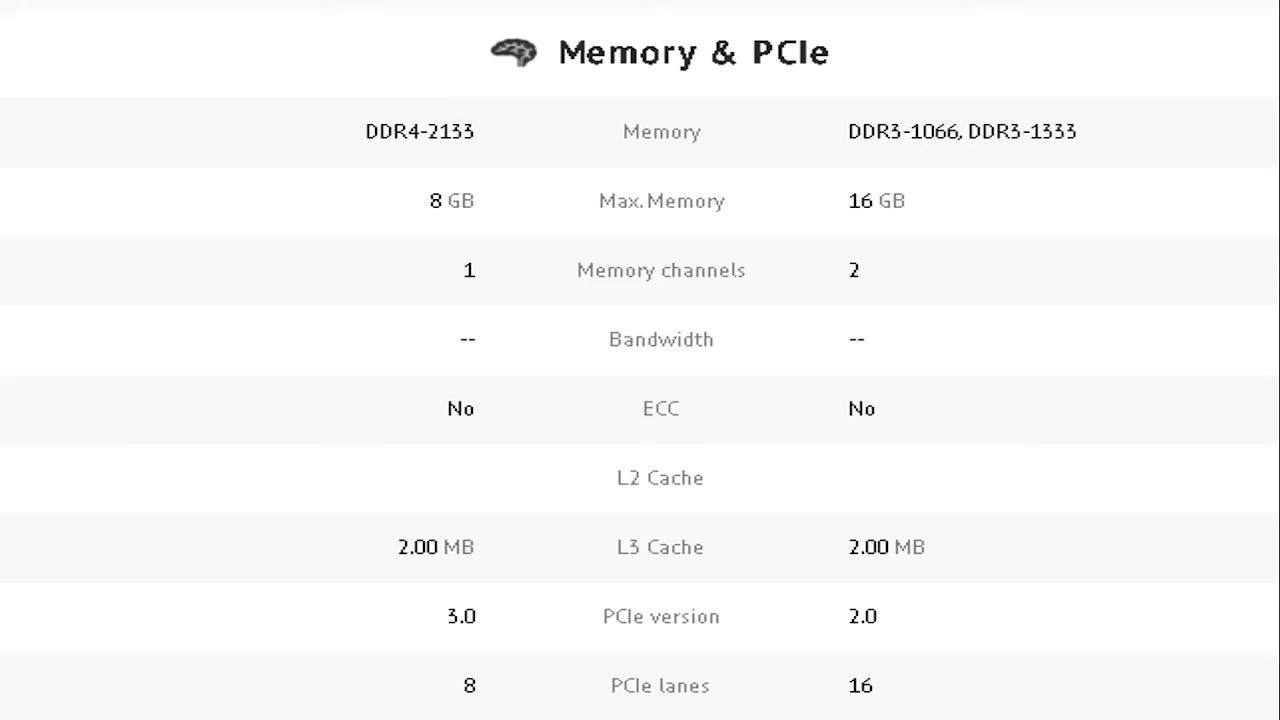 Memory & PCIe
DDR4-2133 Memory DDR3-1066, DDR3-1333
8 GB Max. Memory 16 GB
1 Memory channels 2
-- Bandwidth --
No ECC No
L2 Cache
2.00 MB L3 Cache 2.00 MB
3.0 PCIe version 2.0
8 PCIe lanes 16